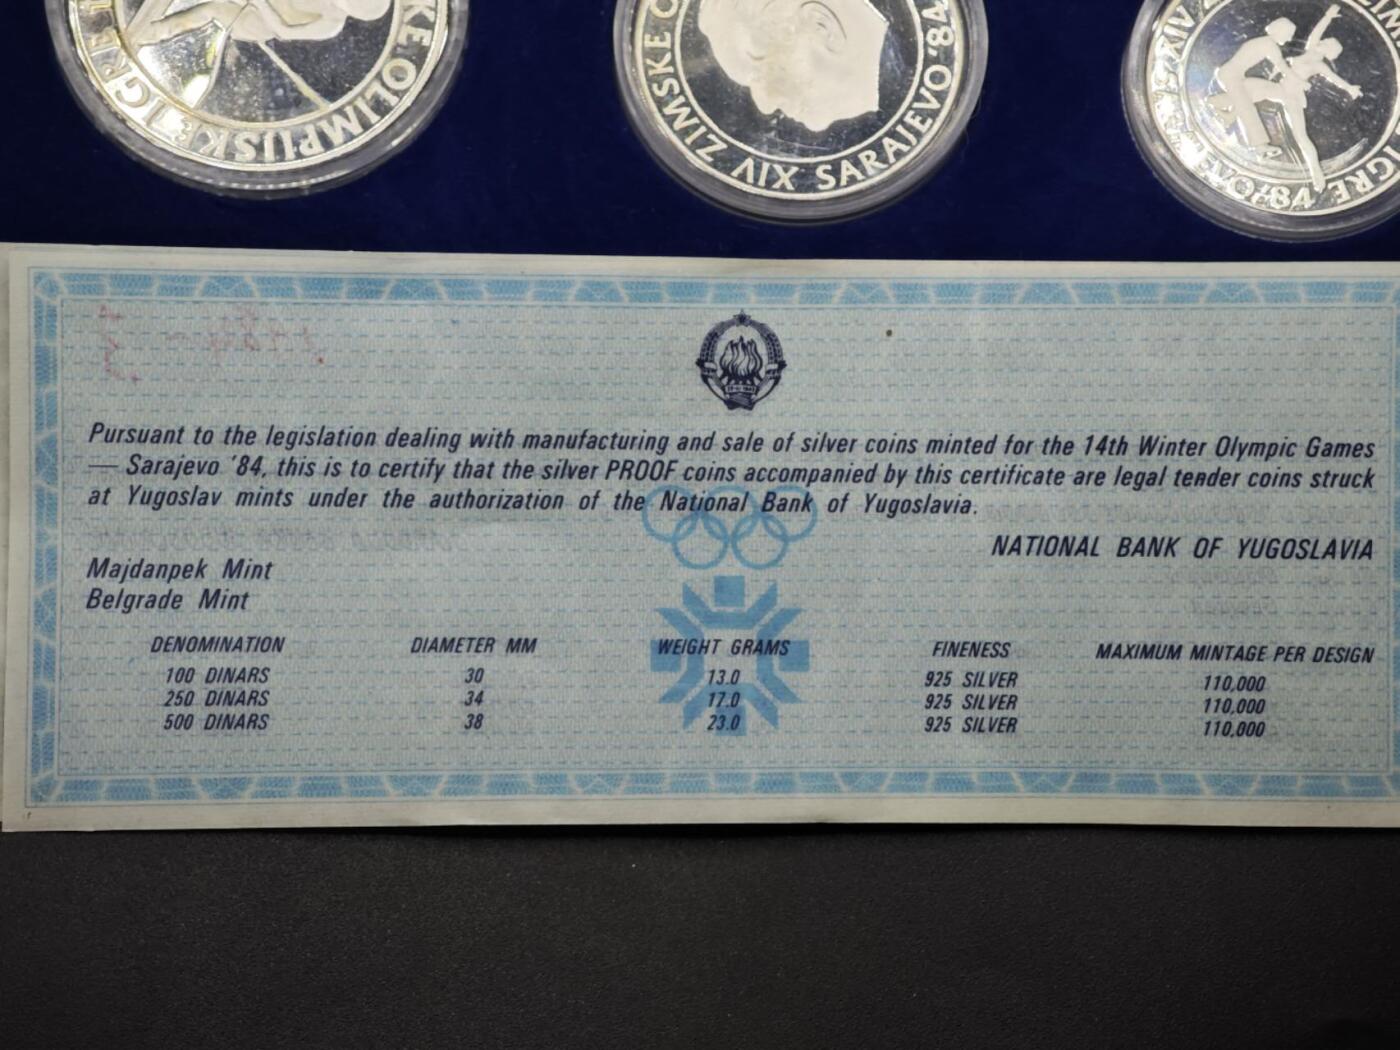 IGRE
KE OLIMPIJSKE IGRE
ZIMSKE O
XIV SARAJEVO '84
XIV
'84
IGRE
Pursuant to the legislation dealing with manufacturing and sale of silver coins minted for the 14th Winter Olympic Games
— Sarajevo '84, this is to certify that the silver PROOF coins accompanied by this certificate are legal tender coins struck
at Yugoslav mints under the authorization of the National Bank of Yugoslavia.
NATIONAL BANK OF YUGOSLAVIA
Majdanpek Mint
Belgrade Mint
DENOMINATION DIAMETER MM WEIGHT GRAMS FINENESS MAXIMUM MINTAGE PER DESIGN
100 DINARS 30 13.0 925 SILVER 110,000
250 DINARS 34 17.0 925 SILVER 110,000
500 DINARS 38 23.0 925 SILVER 110,000